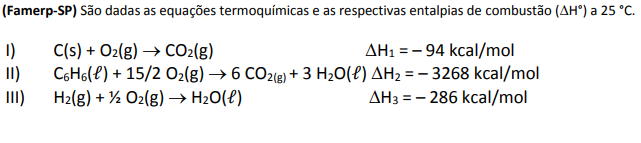 (Famerp-SP) São dadas as equações termoquímicas e as respectivas entalpias de combustão (ΔH°) a 25 °C.
I) C(s) + O₂(g) → CO₂(g) ΔH₁ = – 94 kcal/mol
II) C₆H₆(ℓ) + 15/2 O₂(g) → 6 CO₂₍g₎ + 3 H₂O(ℓ) ΔH₂ = – 3268 kcal/mol
III) H₂(g) + ½ O₂(g) → H₂O(ℓ) ΔH₃ = – 286 kcal/mol